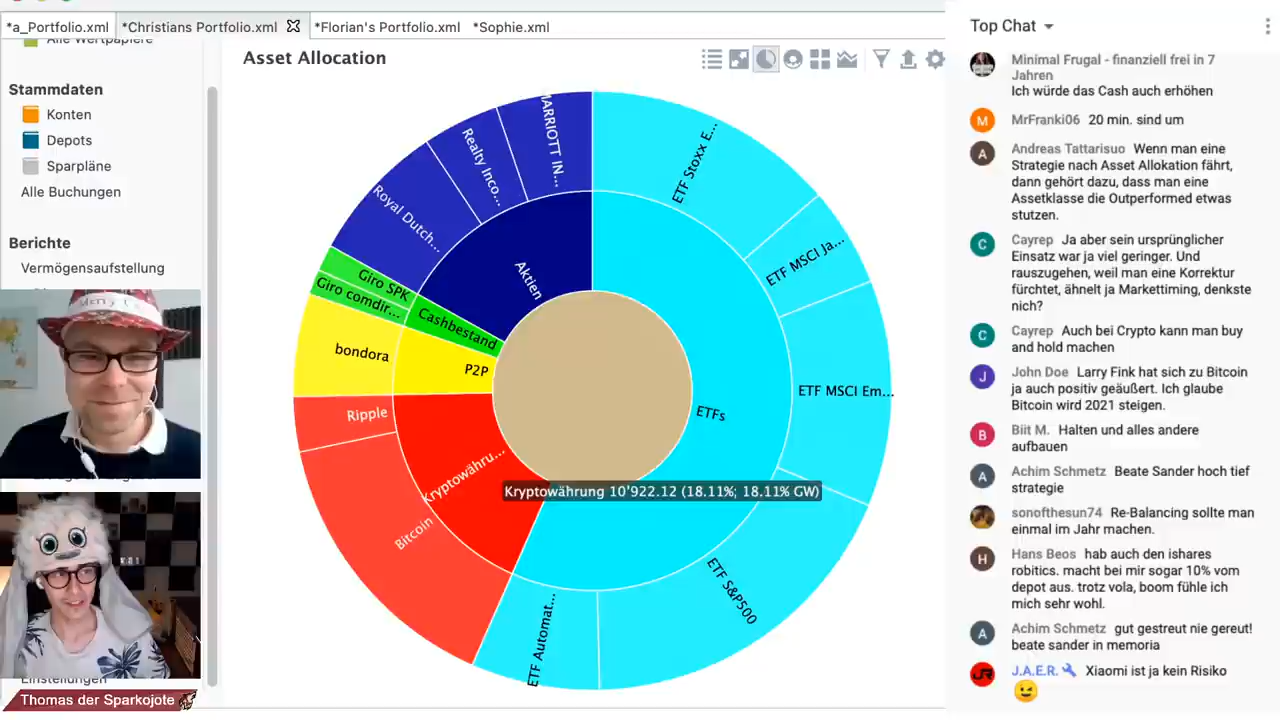 *a_Portfolio.xml
*Christians Portfolio.xml
*Florian's Portfolio.xml
*Sophie.xml
Alle Wertpapiere
Stammdaten
Konten
Depots
Sparpläne
Alle Buchungen
Berichte
Vermögensaufstellung
Einstellungen
Thomas der Sparkojote
Asset Allocation
MARRIOTT IN...
Realty Inco...
Royal Dutch...
Giro SPK
Giro comdir...
bondora
Ripple
Bitcoin
Aktien
Cashbestand
P2P
Kryptowähru...
ETFs
ETF Stoxx E...
ETF MSCI Ja...
ETF MSCI Em...
ETF S&P500
ETF Automat...
Kryptowährung 10'922.12 (18.11%; 18.11% GW)
Top Chat
Minimal Frugal - finanziell frei in 7
Jahren
Ich würde das Cash auch erhöhen
M
MrFranki06 20 min. sind um
A
Andreas Tattarisuo Wenn man eine
Strategie nach Asset Allokation fährt,
dann gehört dazu, dass man eine
Assetklasse die Outperformed etwas
stutzen.
C
Cayrep Ja aber sein ursprünglicher
Einsatz war ja viel geringer. Und
rauszugehen, weil man eine Korrektur
fürchtet, ähnelt ja Markettiming, denkste
nich?
C
Cayrep Auch bei Crypto kann man buy
and hold machen
J
John Doe Larry Fink hat sich zu Bitcoin
ja auch positiv geäußert. Ich glaube
Bitcoin wird 2021 steigen.
B
Biit M. Halten und alles andere
aufbauen
A
Achim Schmetz Beate Sander hoch tief
strategie
sonofthesun74 Re-Balancing sollte man
einmal im Jahr machen.
H
Hans Beos hab auch den ishares
robitics. macht bei mir sogar 10% vom
depot aus. trotz vola, boom fühle ich
mich sehr wohl.
A
Achim Schmetz gut gestreut nie gereut!
beate sander in memoria
JR
J.A.E.R. Xiaomi ist ja kein Risiko